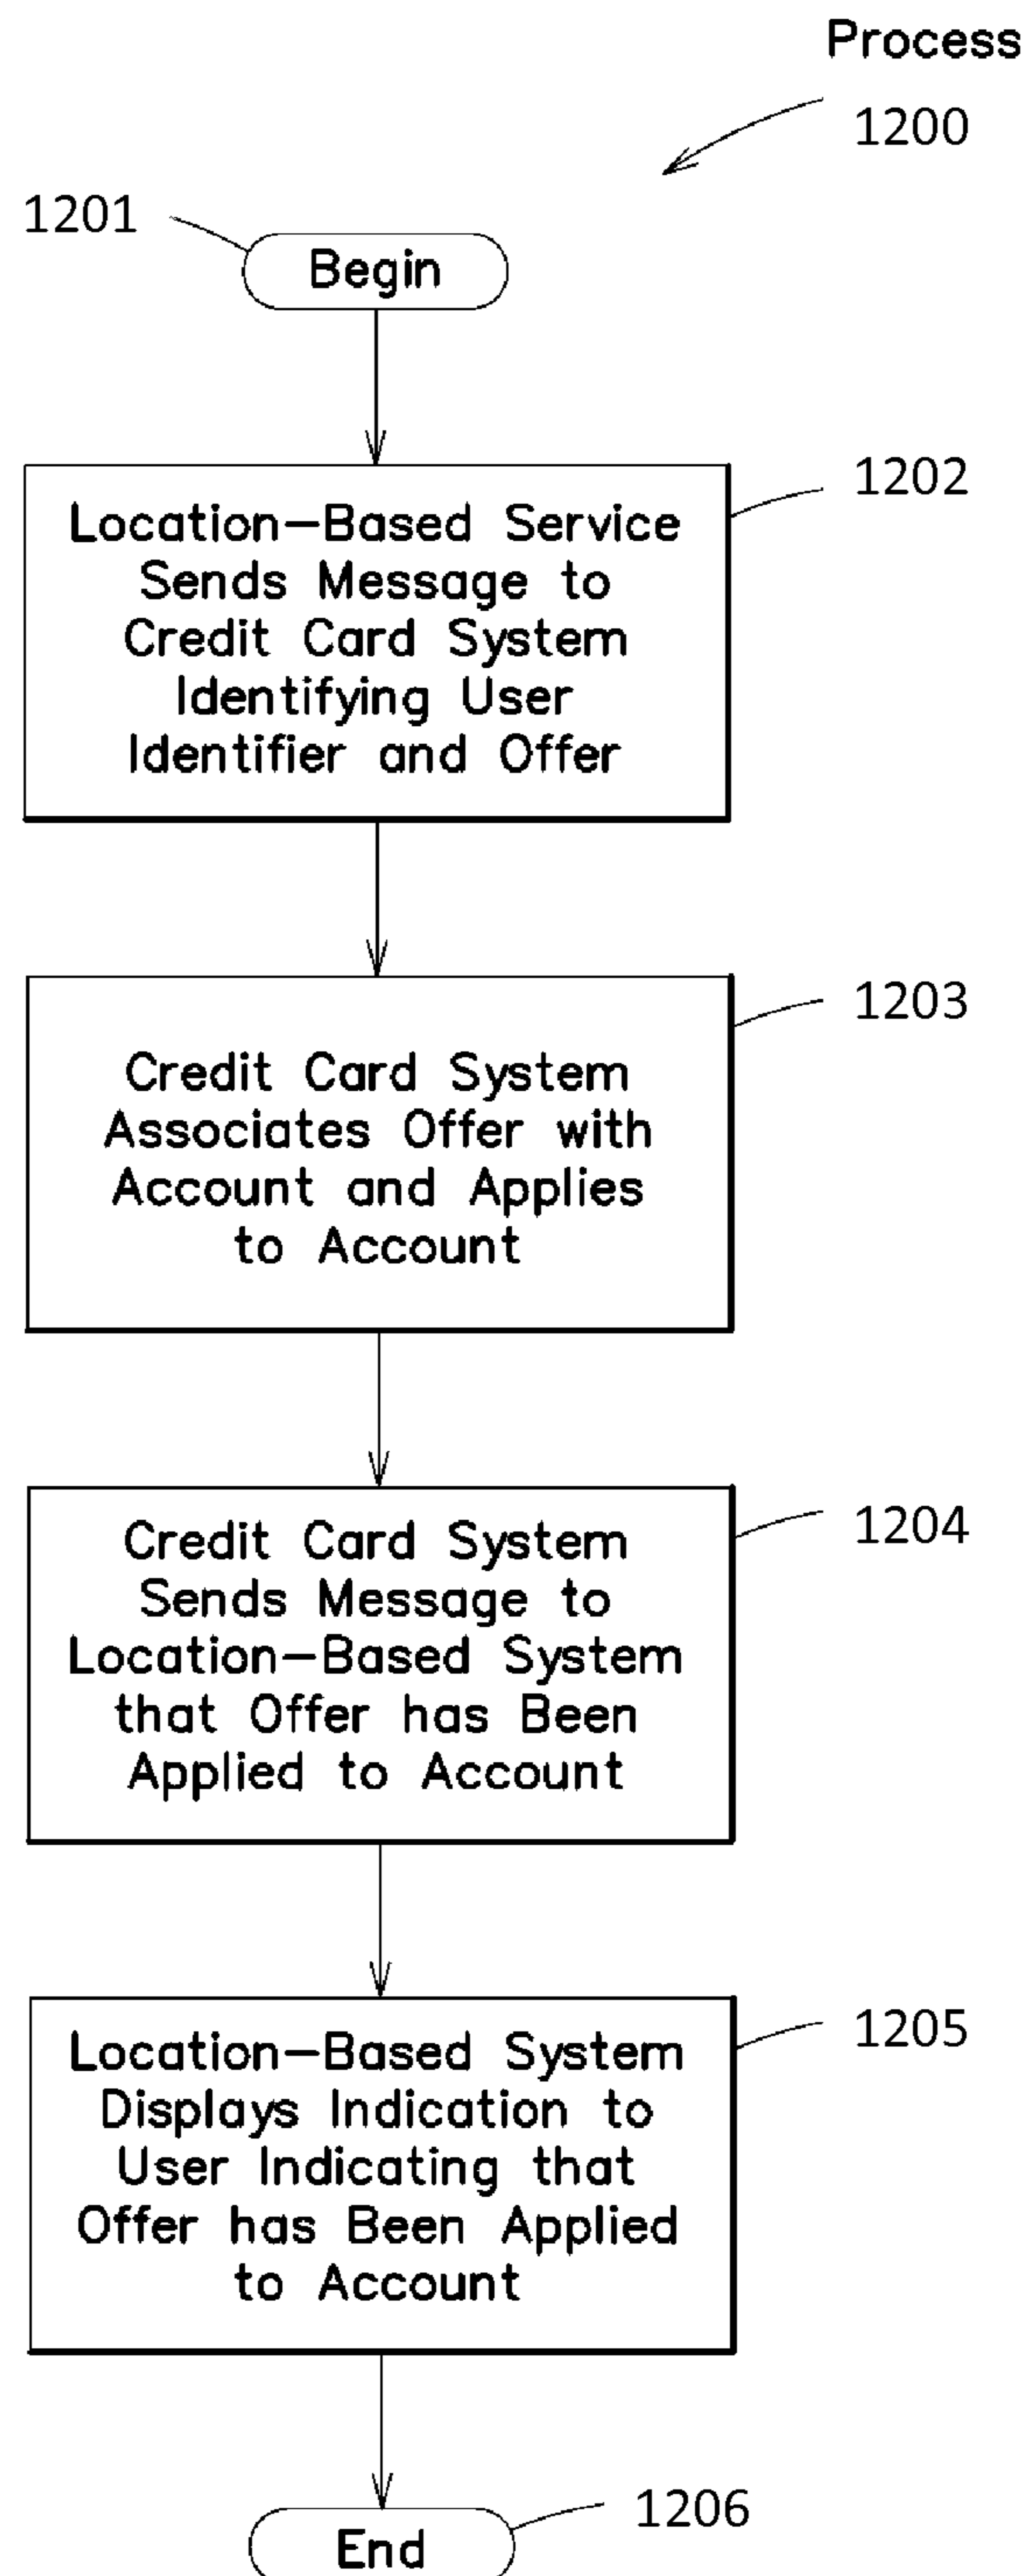 Process
1200
1201
Begin
1202
Location-Based Service
Sends Message to
Credit Card System
Identifying User
Identifier and Offer
1203
Credit Card System
Associates Offer with
Account and Applies
to Account
1204
Credit Card System
Sends Message to
Location-Based System
that Offer has Been
Applied to Account
1205
Location-Based System
Displays Indication to
User Indicating that
Offer has Been Applied
to Account
1206
End